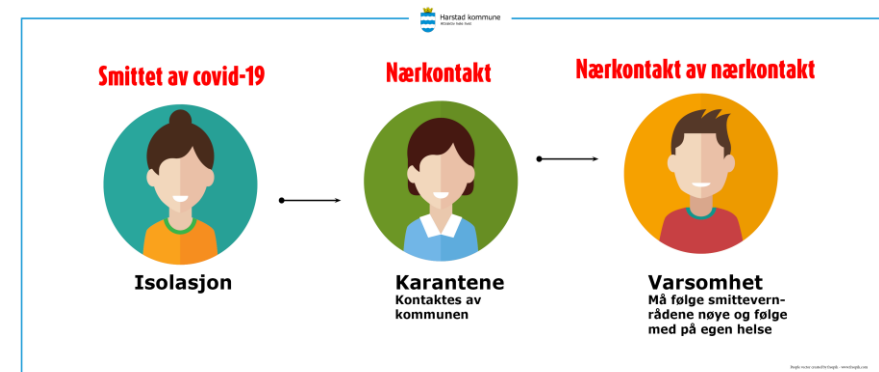 Harstad kommune
Smittet av covid-19
Nærkontakt
Nærkontakt av nærkontakt
Isolasjon
Karantene
Kontaktes av
kommunen
Varsomhet
Må følge smittevern-
rådene nøye og følge
med på egen helse